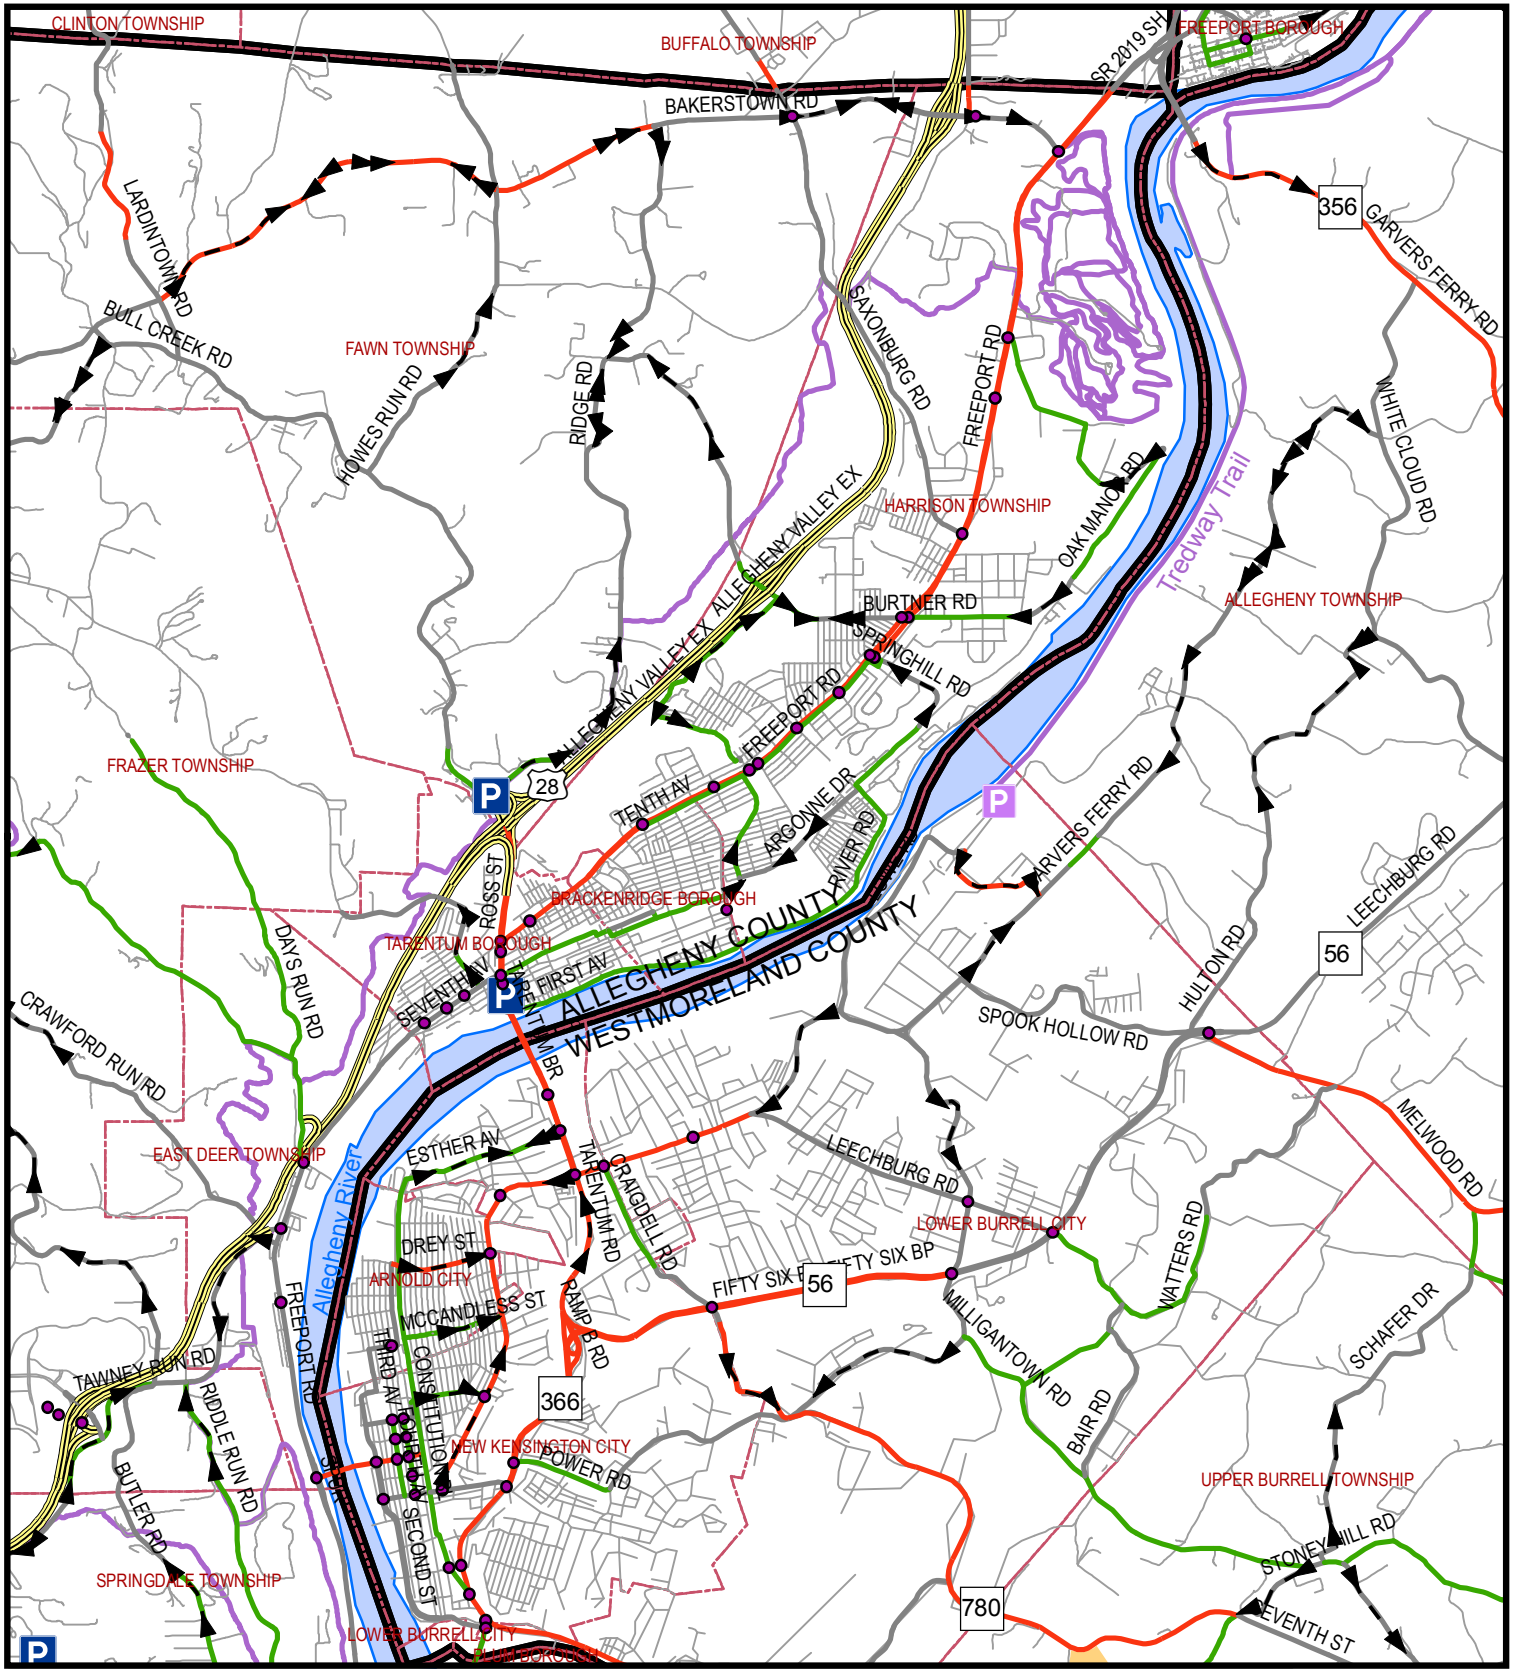 CLINTON TOWNSHIP
BUFFALO TOWNSHIP
FREEPORT BOROUGH
SR 2019 SH
BAKERSTOWN RD
LARDINTOWN RD
356
GARVERS FERRY RD
BULL CREEK RD
FAWN TOWNSHIP
SAXONBURG RD
FREEPORT RD
HOWES RUN RD
RIDGE RD
WHITE CLOUD RD
HARRISON TOWNSHIP
OAK MANOR RD
Tredway Trail
ALLEGHENY VALLEY EX
ALLEGHENY VALLEY EX
ALLEGHENY TOWNSHIP
BURTNER RD
SPRINGHILL RD
FREEPORT RD
FRAZER TOWNSHIP
P
28
P
TENTH AV
ARGONNE DR
RIVER RD
ARVERS FERRY RD
ROSS ST
BRACKENRIDGE BOROUGH
LEECHBURG RD
56
DAYS RUN RD
TARENTUM BOROUGH
SEVENTH AV
P
FIRST AV
ALLEGHENY COUNTY
WESTMORELAND COUNTY
HULTON RD
SPOOK HOLLOW RD
CRAWFORD RUN RD
MELWOOD RD
EAST DEER TOWNSHIP
ESTHER AV
TARENTUM RD
CRAIGDELL RD
LEECHBURG RD
LOWER BURRELL CITY
WATTERS RD
Allegheny River
DREY ST
ARNOLD CITY
FIFTY SIX BP
56
RAMP B RD
MCCANDLESS ST
FREEPORT RD
MILLIGANTOWN RD
SCHAFER DR
TAWNEY RUN RD
THIRD AV
366
RIDDLE RUN RD
BAIR RD
NEW KENSINGTON CITY
POWER RD
UPPER BURRELL TOWNSHIP
BUTLER RD
SECOND ST
STONEY HILL RD
SPRINGDALE TOWNSHIP
780
SEVENTH ST
LOWER BURRELL CITY
PLUM BOROUGH
P